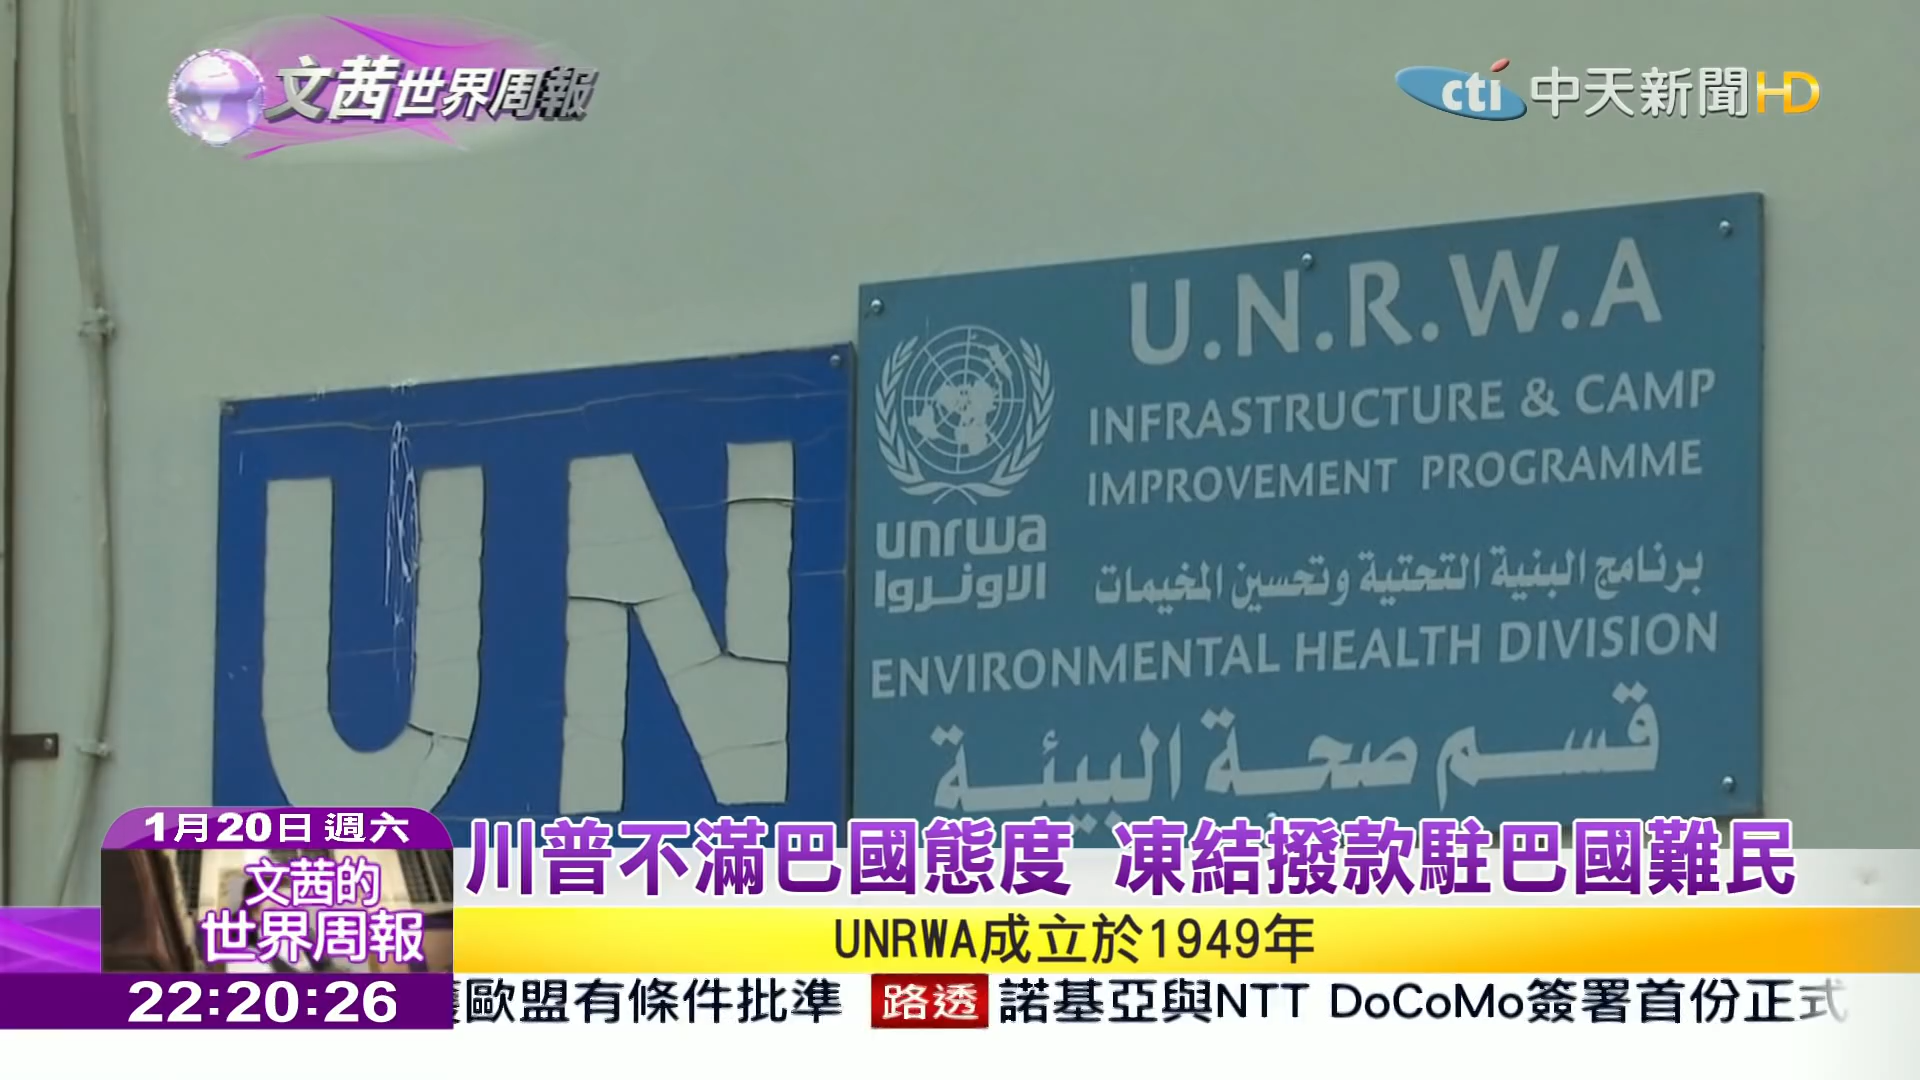 文茜世界周報
cti 中天新聞HD
UN
U.N.R.W.A
INFRASTRUCTURE & CAMP
IMPROVEMENT PROGRAMME
unrwa
الاونروا
برنامج البنية التحتية وتحسين المخيمات
ENVIRONMENTAL HEALTH DIVISION
قسم صحة البيئة
1月20日 週六
文茜的
世界周報
川普不滿巴國態度 凍結撥款駐巴國難民
UNRWA成立於1949年
22:20:26
歐盟有條件批準 路透 諾基亞與NTT DoCoMo簽署首份正式